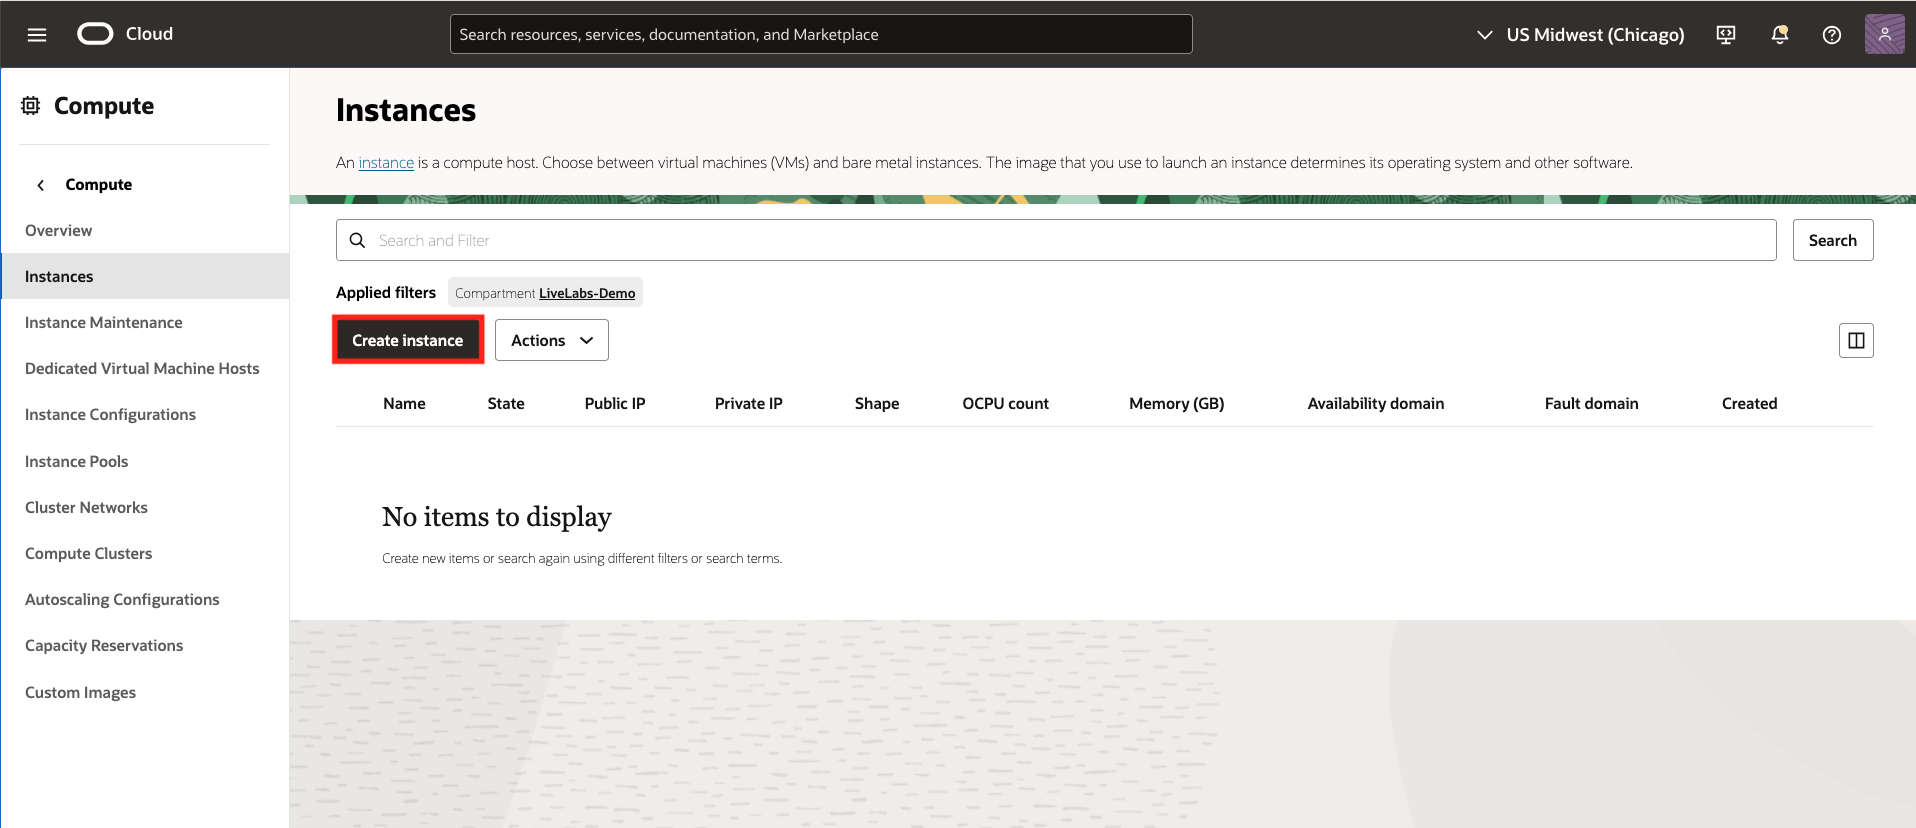 Cloud
Search resources, services, documentation, and Marketplace
US Midwest (Chicago)
Compute
Compute
Overview
Instances
Instance Maintenance
Dedicated Virtual Machine Hosts
Instance Configurations
Instance Pools
Cluster Networks
Compute Clusters
Autoscaling Configurations
Capacity Reservations
Custom Images
Instances
An instance is a compute host. Choose between virtual machines (VMs) and bare metal instances. The image that you use to launch an instance determines its operating system and other software.
Search and Filter
Search
Applied filters Compartment LiveLabs-Demo
Create instance Actions
Name State Public IP Private IP Shape OCPU count Memory (GB) Availability domain Fault domain Created
No items to display
Create new items or search again using different filters or search terms.